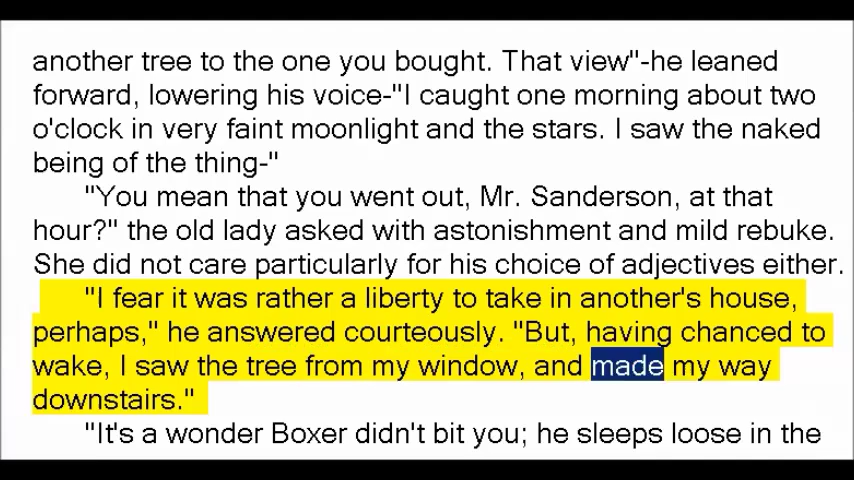 another tree to the one you bought. That view"-he leaned
forward, lowering his voice-"I caught one morning about two
o'clock in very faint moonlight and the stars. I saw the naked
being of the thing-"
"You mean that you went out, Mr. Sanderson, at that
hour?" the old lady asked with astonishment and mild rebuke.
She did not care particularly for his choice of adjectives either.
"I fear it was rather a liberty to take in another's house,
perhaps," he answered courteously. "But, having chanced to
wake, I saw the tree from my window, and made my way
downstairs."
"It's a wonder Boxer didn't bit you; he sleeps loose in the